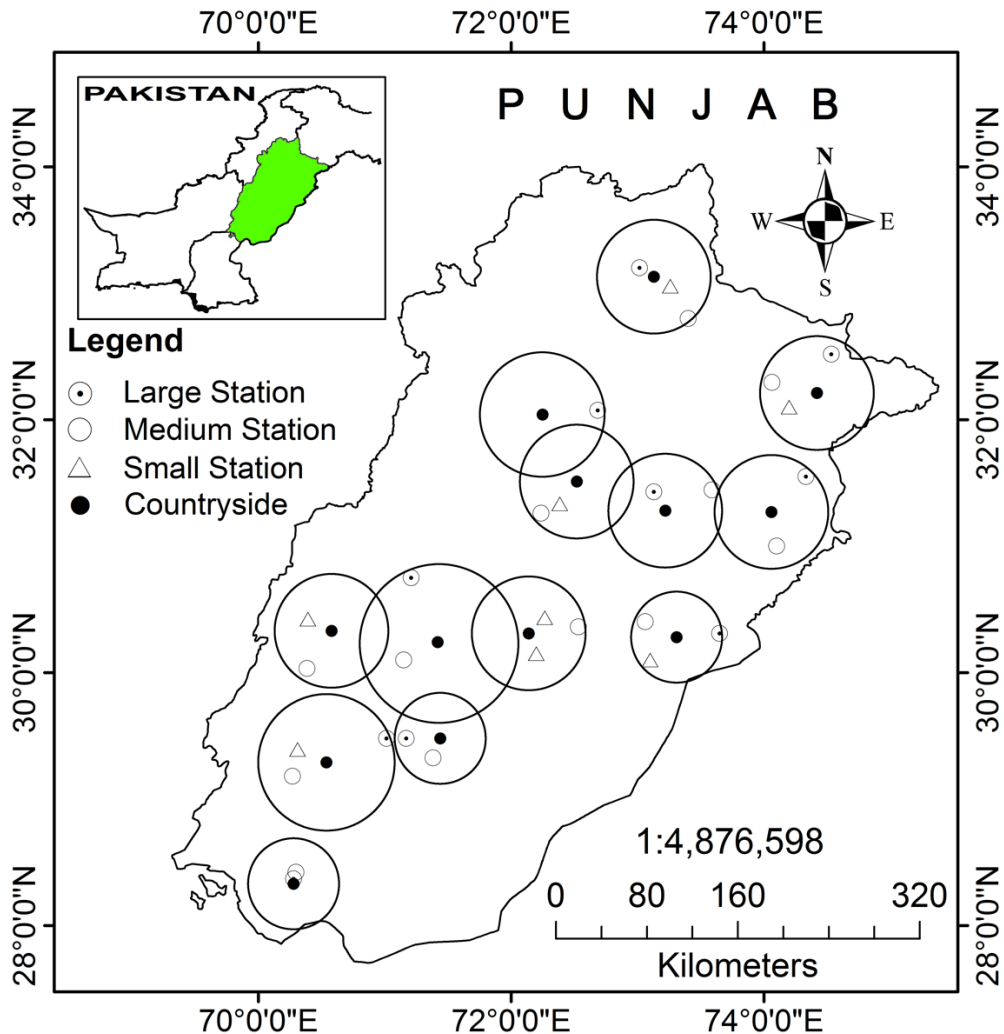 70°0'0"E 72°0'0"E 74°0'0"E
PAKISTAN
P U N J A B
N
W E
S
34°0'0"N 34°0'0"N
Legend
Large Station
Medium Station
Small Station
Countryside
32°0'0"N 32°0'0"N
30°0'0"N 30°0'0"N
1:4,876,598
0 80 160 320
Kilometers
28°0'0"N 28°0'0"N
70°0'0"E 72°0'0"E 74°0'0"E